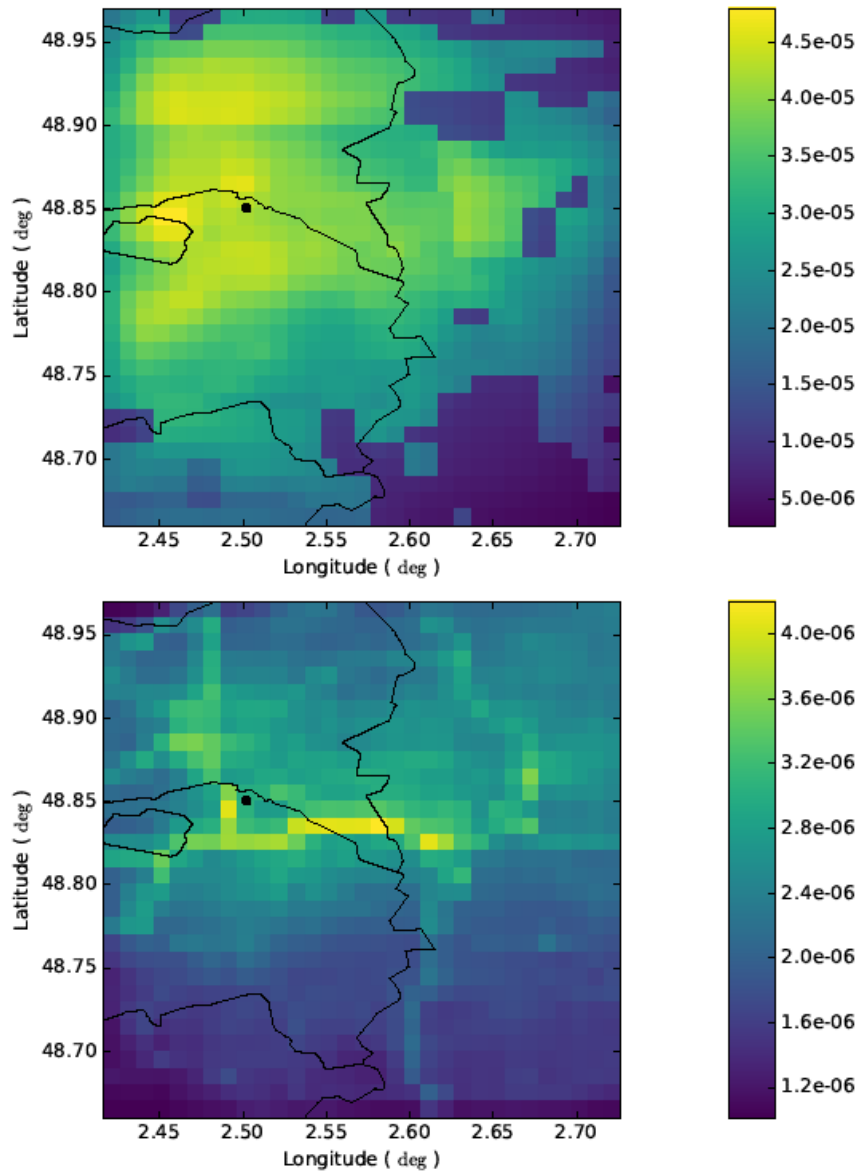 48.95
48.90
48.85
48.80
48.75
48.70
Latitude ( deg )
2.45 2.50 2.55 2.60 2.65 2.70
Longitude ( deg )
4.5e-05
4.0e-05
3.5e-05
3.0e-05
2.5e-05
2.0e-05
1.5e-05
1.0e-05
5.0e-06
48.95
48.90
48.85
48.80
48.75
48.70
Latitude ( deg )
2.45 2.50 2.55 2.60 2.65 2.70
Longitude ( deg )
4.0e-06
3.6e-06
3.2e-06
2.8e-06
2.4e-06
2.0e-06
1.6e-06
1.2e-06